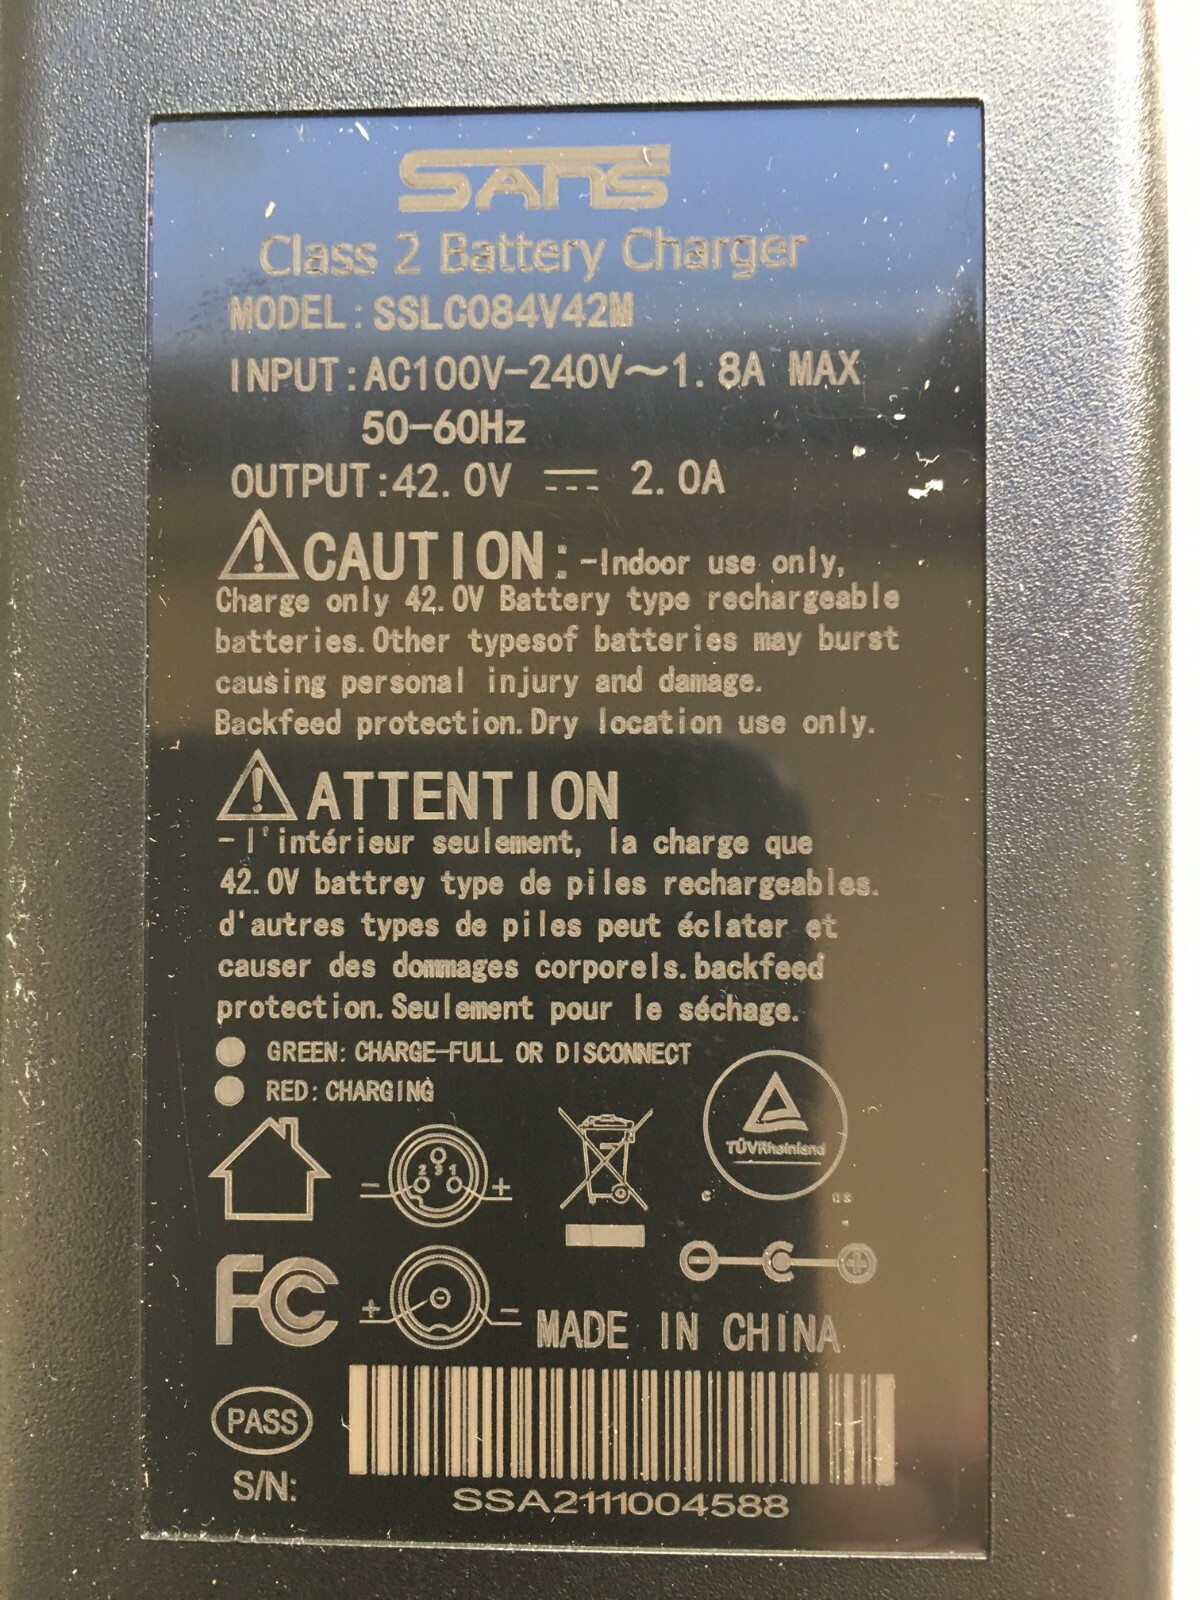 SANS
Class 2 Battery Charger
MODEL:SSLC084V42M
INPUT:AC100V-240V～1.8A MAX
50-60Hz
OUTPUT:42.0V ⎓ 2.0A
CAUTION:-Indoor use only,
Charge only 42.0V Battery type rechargeable
batteries.Other typesof batteries may burst
causing personal injury and damage.
Backfeed protection.Dry location use only.
ATTENTION
-l'intérieur seulement, la charge que
42.0V battrey type de piles rechargeables.
d'autres types de piles peut éclater et
causer des dommages corporels.backfeed
protection.Seulement pour le séchage.
GREEN:CHARGE-FULL OR DISCONNECT
RED:CHARGING
TÜVRheinland
c us
2 3 1
- +
FC
+ -
MADE IN CHINA
PASS
S/N:
SSA2111004588